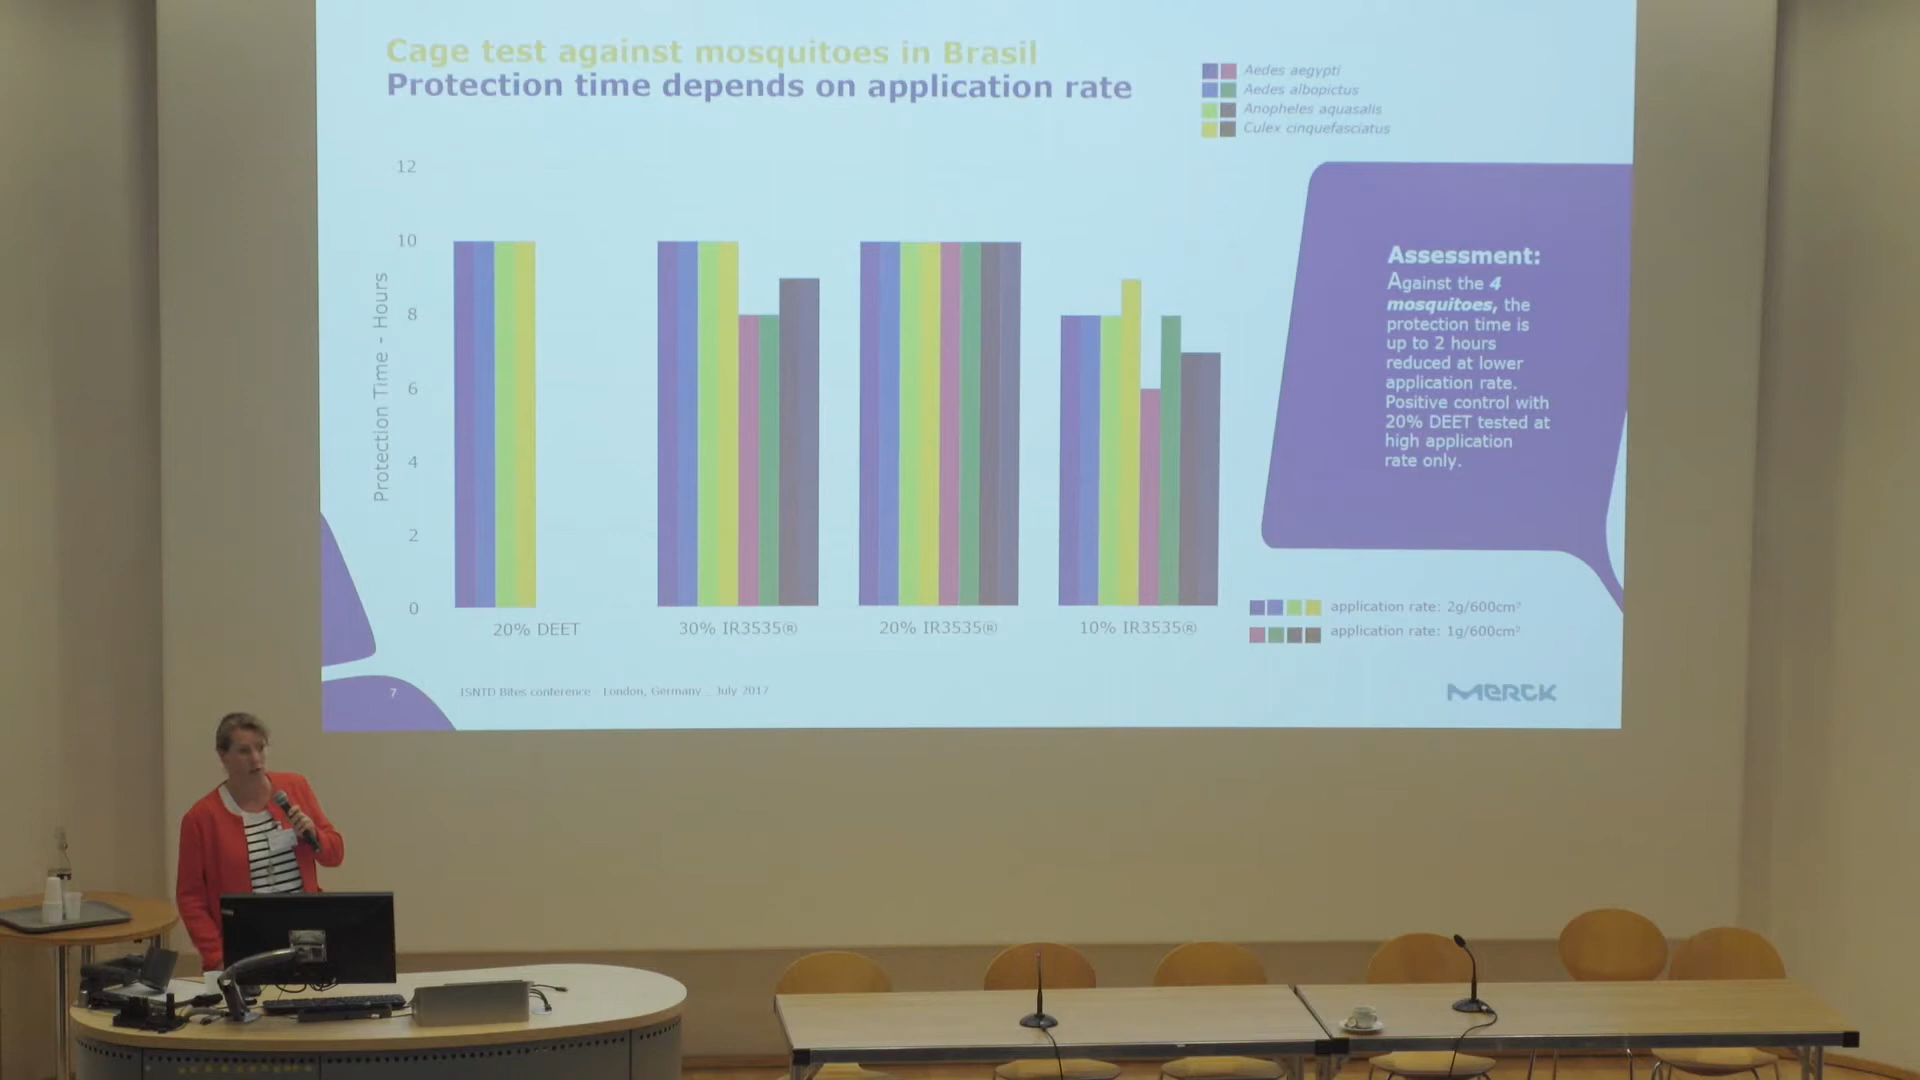 Cage test against mosquitoes in Brasil
Protection time depends on application rate
Aedes aegypti
Aedes albopictus
Anopheles aquasalis
Culex cinquefasciatus
12
10
8
6
4
2
0
Protection Time - Hours
20% DEET
30% IR3535®
20% IR3535®
10% IR3535®
Assessment:
Against the 4
mosquitoes, the
protection time is
up to 2 hours
reduced at lower
application rate.
Positive control with
20% DEET tested at
high application
rate only.
application rate: 2g/600cm²
application rate: 1g/600cm²
7
ISNTD Bites conference - London, Germany _ July 2017
MERCK